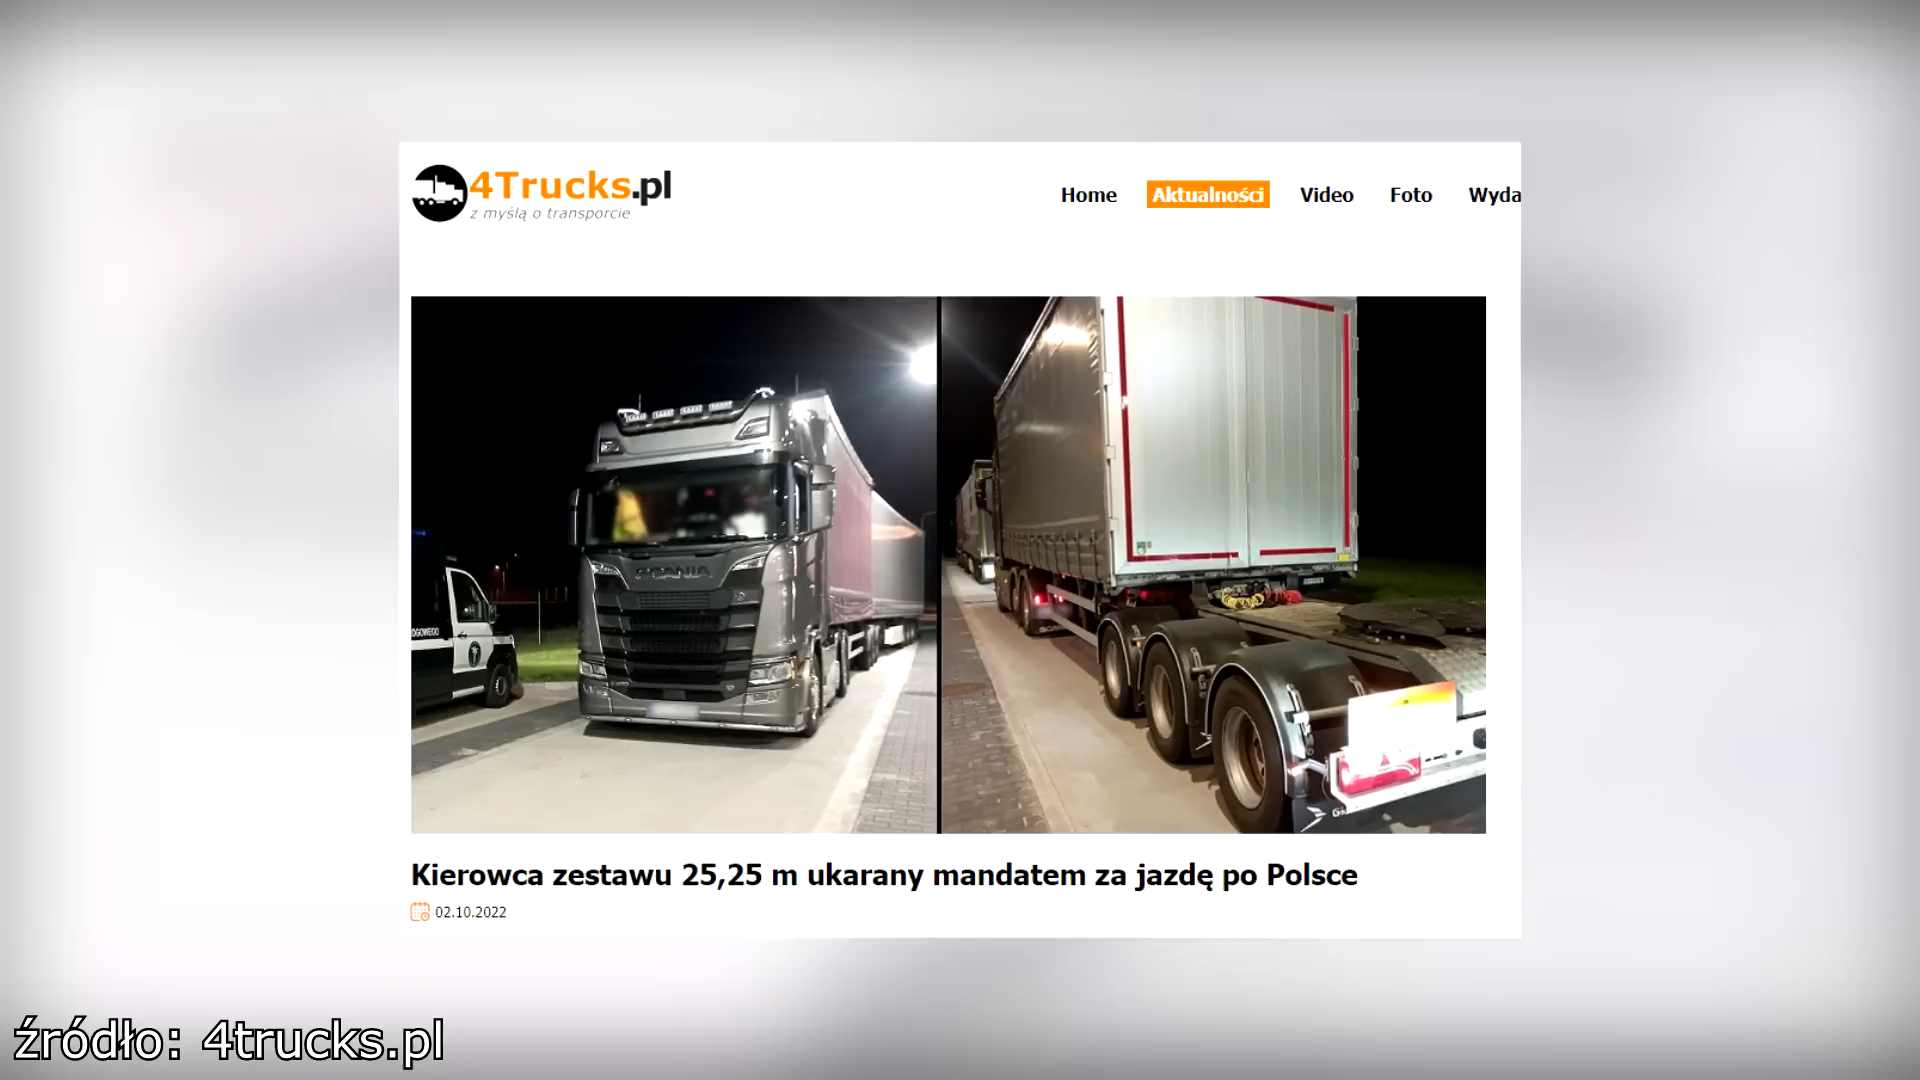 4Trucks.pl
z myślą o transporcie
Home Aktualności Video Foto Wyda
SCANIA
OGOWEGO
Kierowca zestawu 25,25 m ukarany mandatem za jazdę po Polsce
02.10.2022
źródło: 4trucks.pl